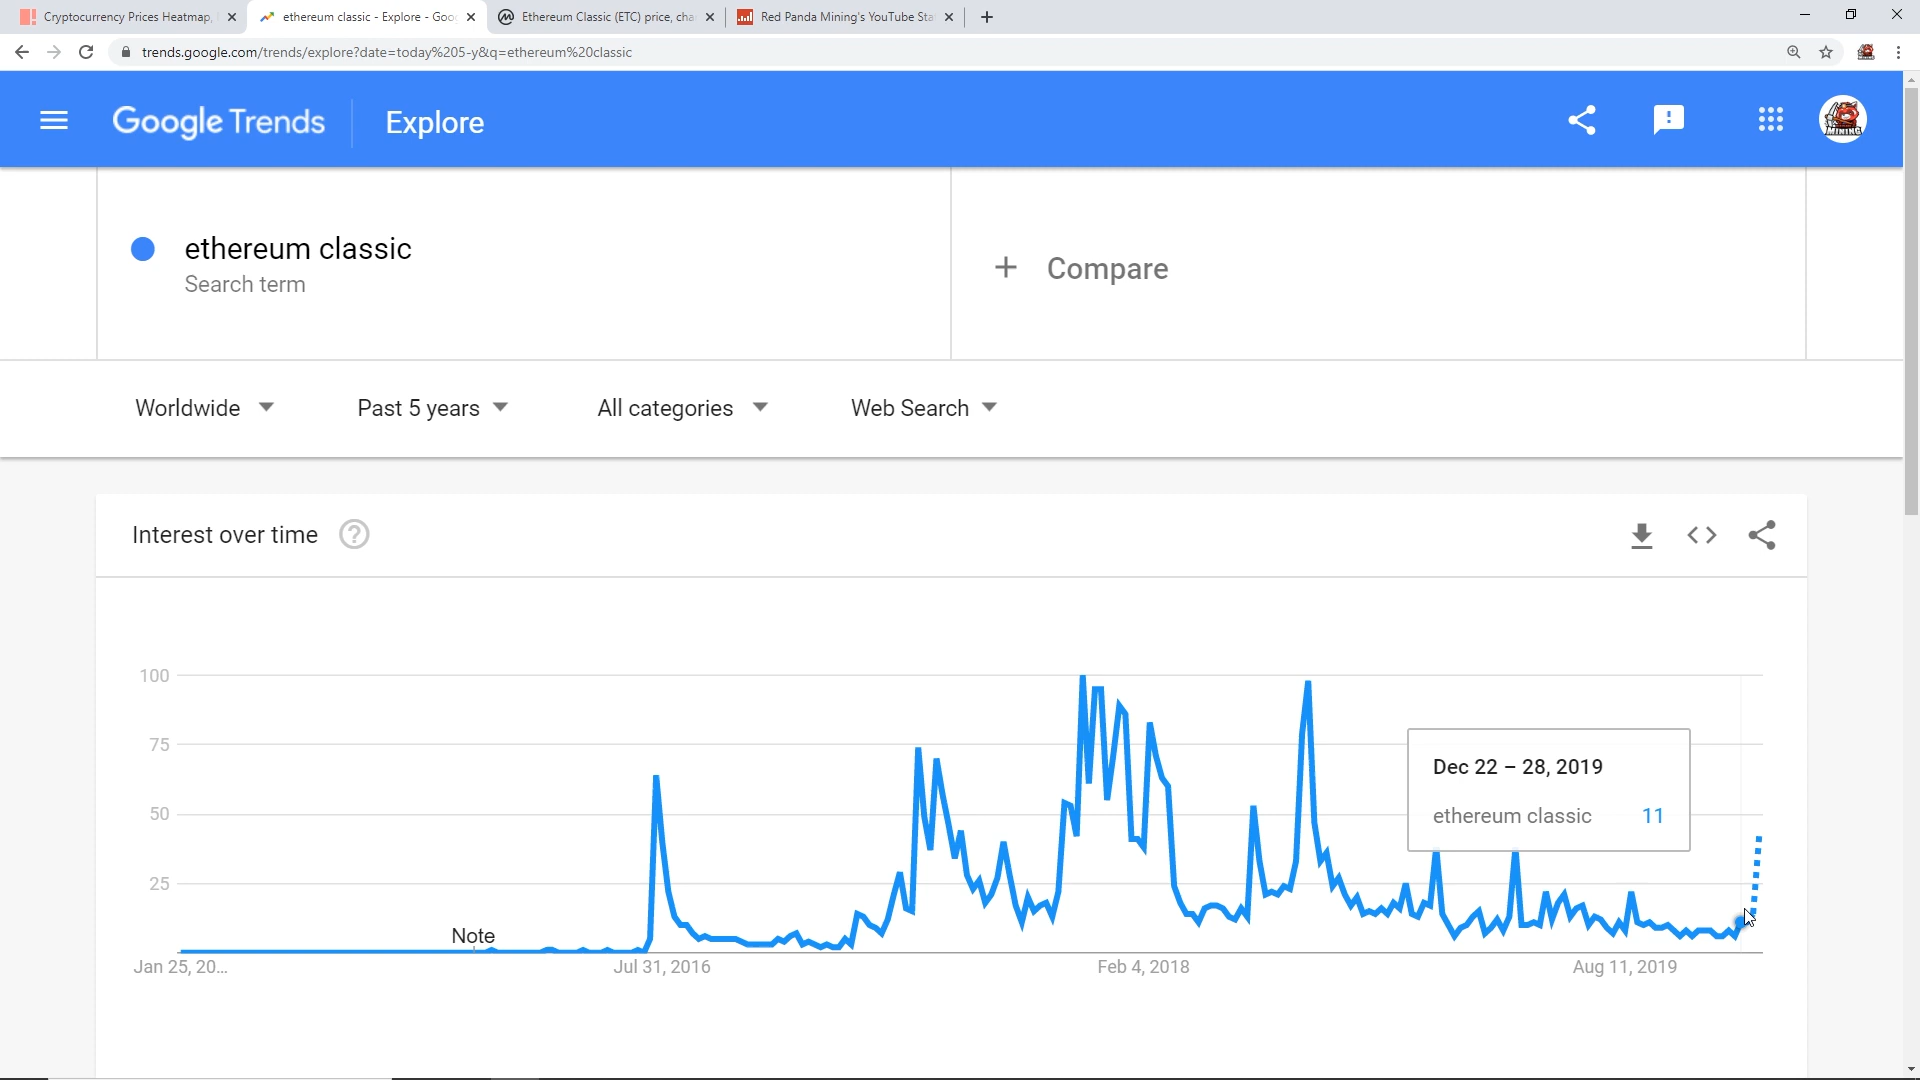 Cryptocurrency Prices Heatmap,
ethereum classic - Explore - Goo
Ethereum Classic (ETC) price, cha
Red Panda Mining's YouTube Sta
trends.google.com/trends/explore?date=today%205-y&q=ethereum%20classic
Google Trends
Explore
MINING
ethereum classic
Search term
+ Compare
Worldwide
Past 5 years
All categories
Web Search
Interest over time ?
100
75
50
25
Dec 22 – 28, 2019
ethereum classic 11
Note
Jan 25, 20...
Jul 31, 2016
Feb 4, 2018
Aug 11, 2019